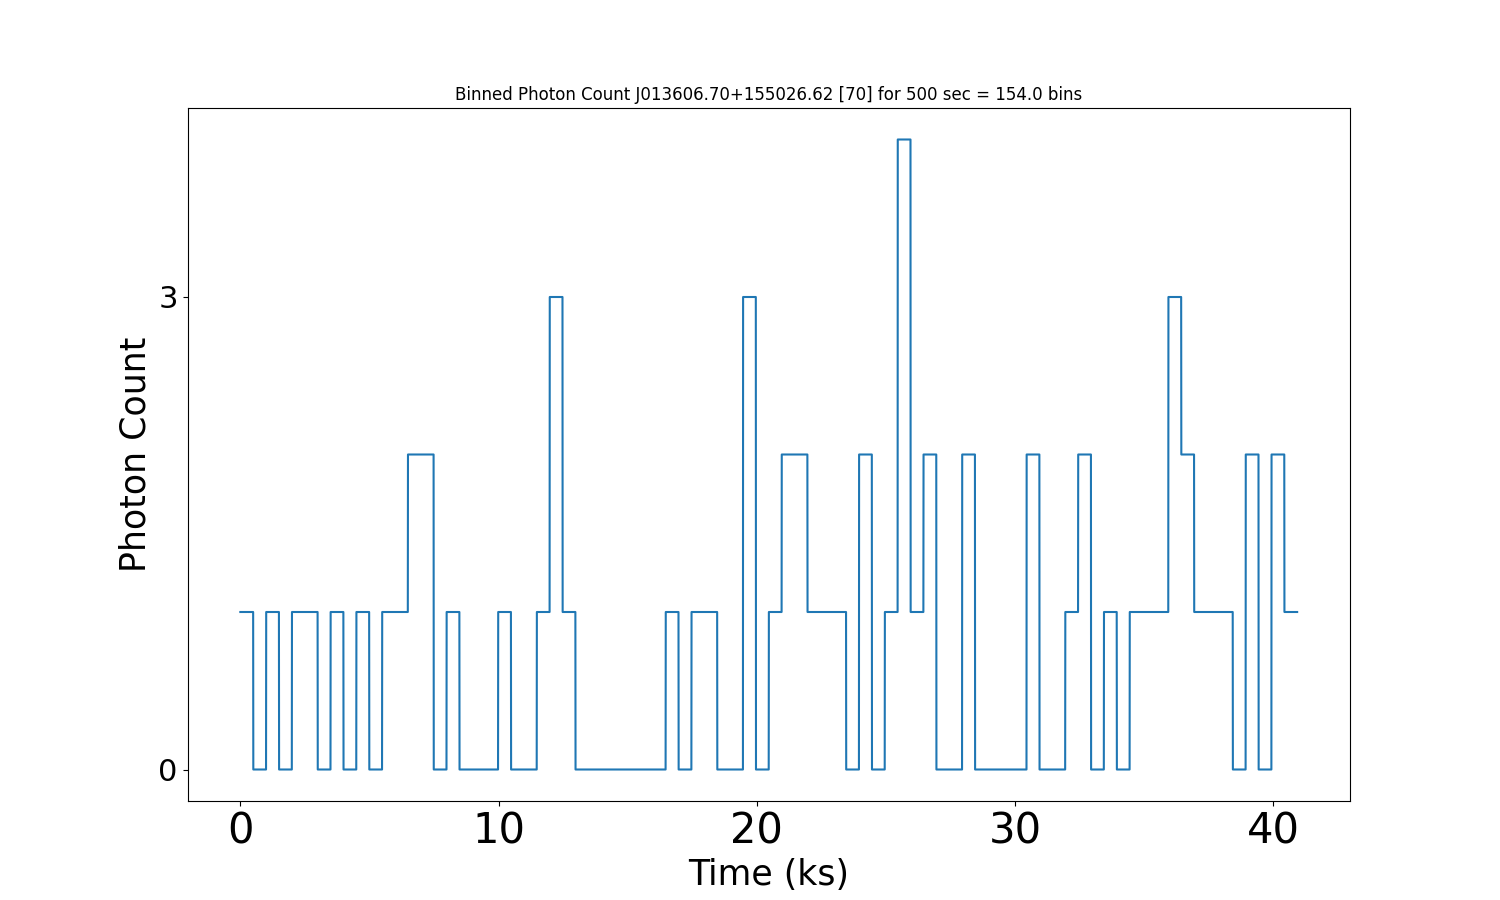 Binned Photon Count J013606.70+155026.62 [70] for 500 sec = 154.0 bins
3
Photon Count
0
0 10 20 30 40
Time (ks)